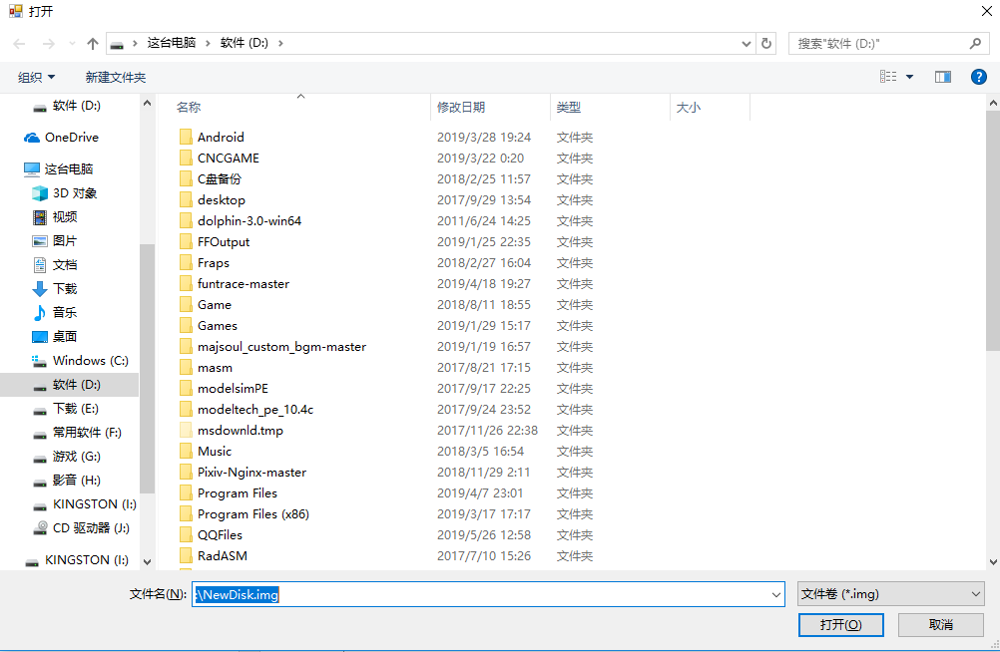 打开
这台电脑 软件 (D:)
搜索"软件 (D:)"
组织 新建文件夹
软件 (D:)
OneDrive
这台电脑
3D 对象
视频
图片
文档
下载
音乐
桌面
Windows (C:)
软件 (D:)
下载 (E:)
常用软件 (F:)
游戏 (G:)
影音 (H:)
KINGSTON (I:)
CD 驱动器 (J:)
KINGSTON (I:)
名称 修改日期 类型 大小
Android 2019/3/28 19:24 文件夹
CNCGAME 2019/3/22 0:20 文件夹
C盘备份 2018/2/25 11:57 文件夹
desktop 2017/9/29 13:54 文件夹
dolphin-3.0-win64 2011/6/24 14:25 文件夹
FFOutput 2019/1/25 22:35 文件夹
Fraps 2018/2/27 16:04 文件夹
funtrace-master 2019/4/18 19:27 文件夹
Game 2018/8/11 18:55 文件夹
Games 2019/1/29 15:17 文件夹
majsoul_custom_bgm-master 2019/1/19 16:57 文件夹
masm 2017/8/21 17:15 文件夹
modelsimPE 2017/9/17 22:25 文件夹
modeltech_pe_10.4c 2017/9/24 23:52 文件夹
msdownld.tmp 2017/11/26 22:38 文件夹
Music 2018/3/5 16:54 文件夹
Pixiv-Nginx-master 2018/11/29 2:11 文件夹
Program Files 2019/4/7 23:01 文件夹
Program Files (x86) 2019/3/17 17:17 文件夹
QQFiles 2019/5/26 12:58 文件夹
RadASM 2017/7/10 15:26 文件夹
文件名(N): :\NewDisk.img 文件卷 (*.img)
打开(O) 取消